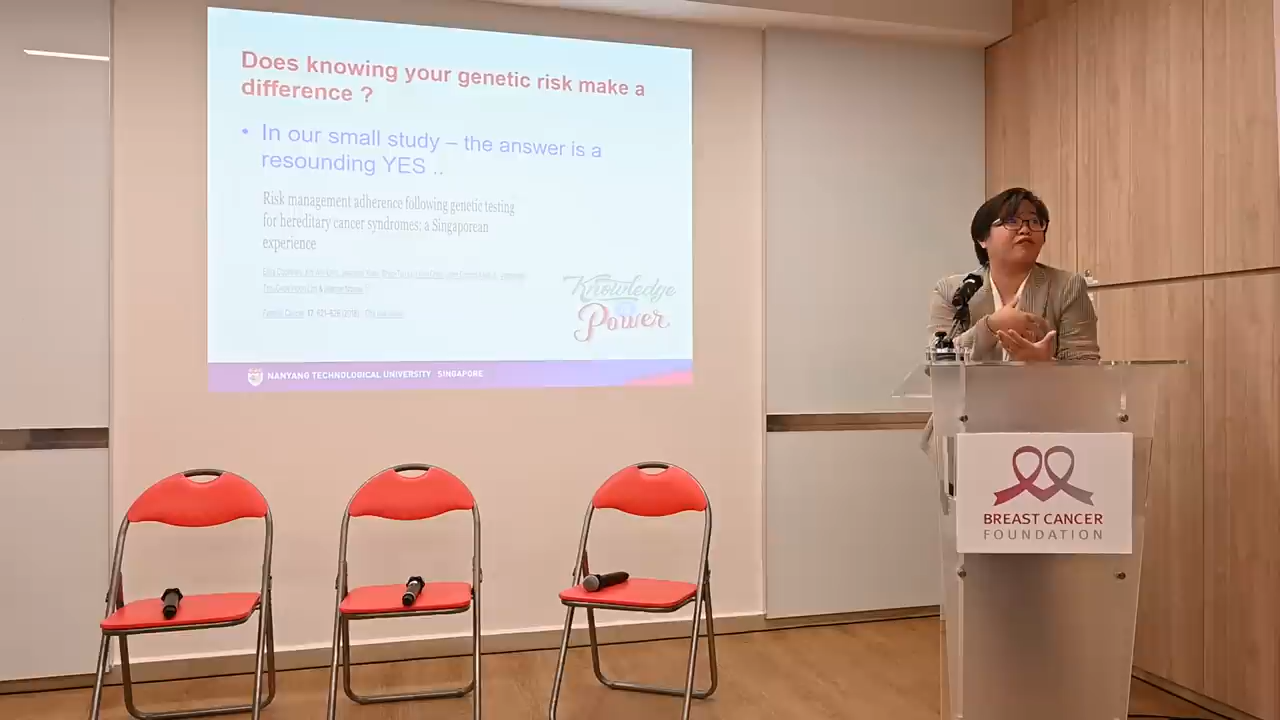 Does knowing your genetic risk make a
difference ?
• In our small study – the answer is a
resounding YES ..
Risk management adherence following genetic testing
for hereditary cancer syndromes: a Singaporean
experience
Knowledge
Power
NANYANG TECHNOLOGICAL UNIVERSITY SINGAPORE
BREAST CANCER
FOUNDATION